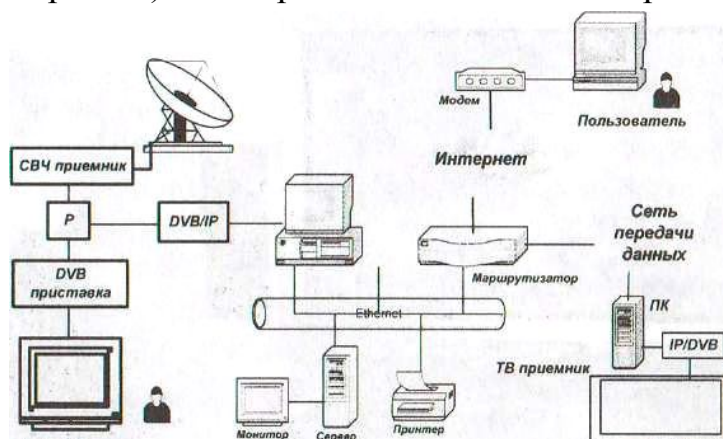 Модем
Пользователь
СВЧ приемник
Интернет
Р
DVB/IP
Сеть
передачи
данных
DVB
приставка
Маршрутизатор
Ethernet
ПК
IP/DVB
ТВ приемник
Монитор
Сервер
Принтер